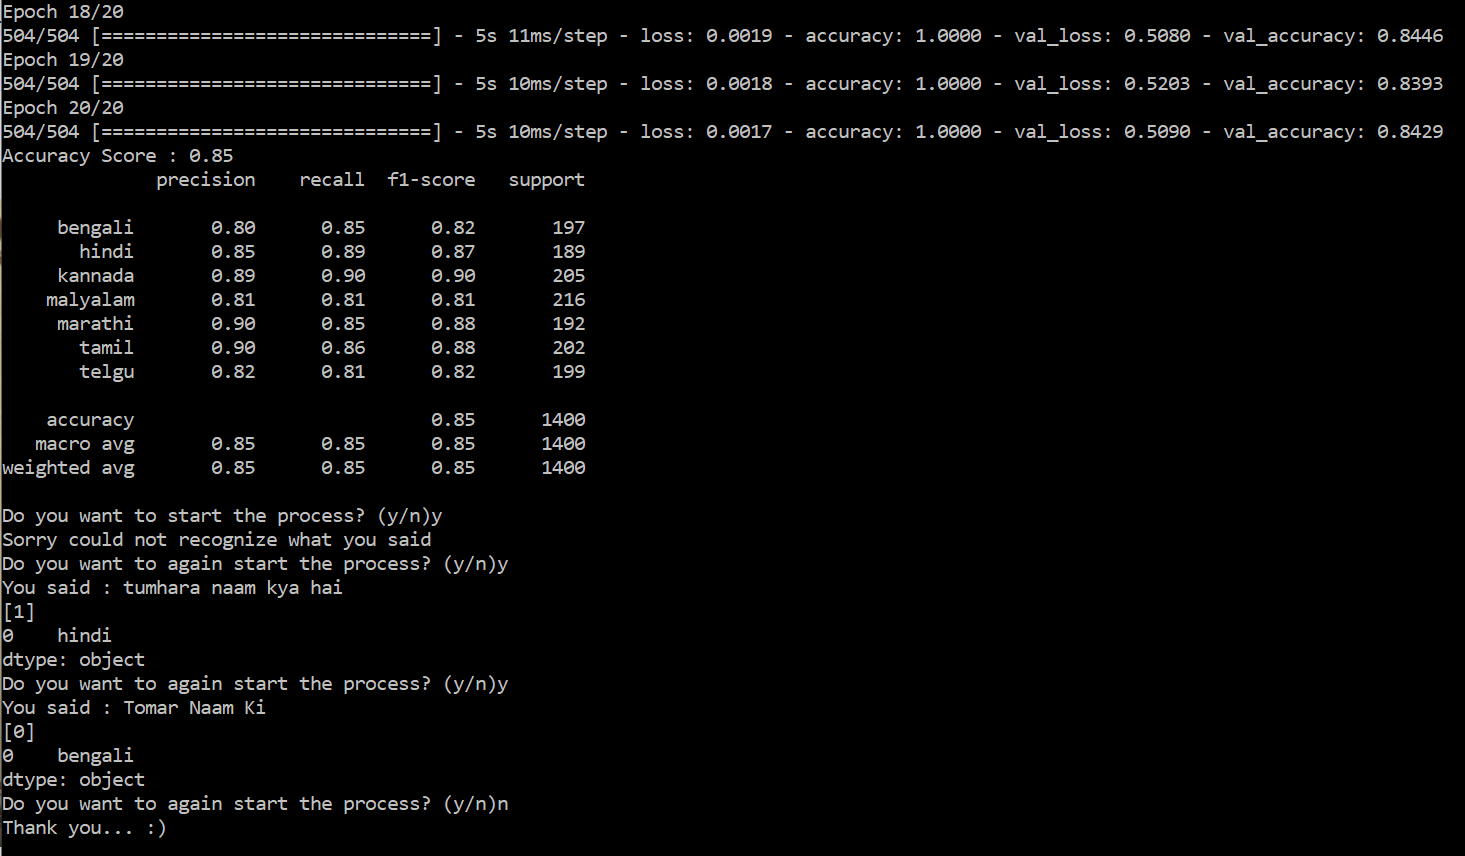 Epoch 18/20
504/504 [==============================] - 5s 11ms/step - loss: 0.0019 - accuracy: 1.0000 - val_loss: 0.5080 - val_accuracy: 0.8446
Epoch 19/20
504/504 [==============================] - 5s 10ms/step - loss: 0.0018 - accuracy: 1.0000 - val_loss: 0.5203 - val_accuracy: 0.8393
Epoch 20/20
504/504 [==============================] - 5s 10ms/step - loss: 0.0017 - accuracy: 1.0000 - val_loss: 0.5090 - val_accuracy: 0.8429
Accuracy Score : 0.85
              precision    recall  f1-score   support
     bengali       0.80      0.85      0.82       197
       hindi       0.85      0.89      0.87       189
     kannada       0.89      0.90      0.90       205
    malyalam       0.81      0.81      0.81       216
     marathi       0.90      0.85      0.88       192
       tamil       0.90      0.86      0.88       202
       telgu       0.82      0.81      0.82       199
    accuracy                           0.85      1400
   macro avg       0.85      0.85      0.85      1400
weighted avg       0.85      0.85      0.85      1400
Do you want to start the process? (y/n)y
Sorry could not recognize what you said
Do you want to again start the process? (y/n)y
You said : tumhara naam kya hai
[1]
0    hindi
dtype: object
Do you want to again start the process? (y/n)y
You said : Tomar Naam Ki
[0]
0    bengali
dtype: object
Do you want to again start the process? (y/n)n
Thank you... :)